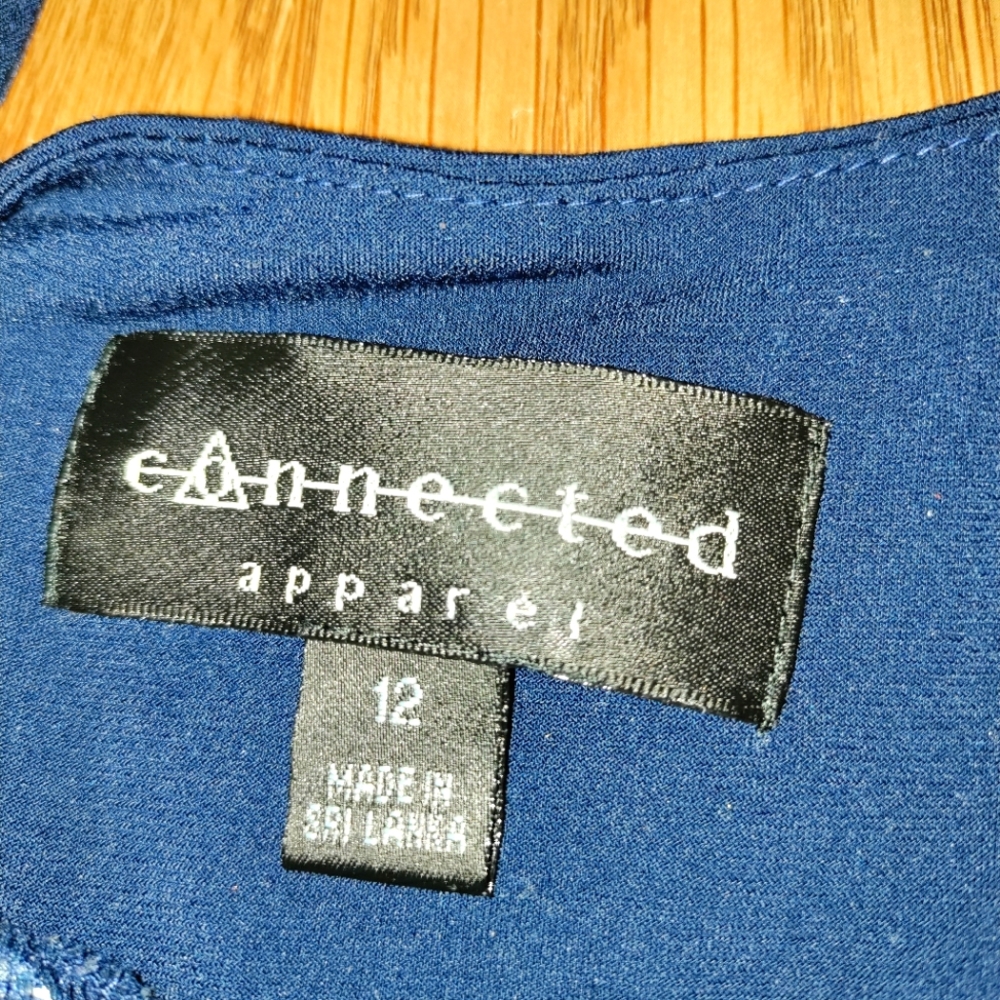 connected
apparel
12
MADE IN
SRI LANKA